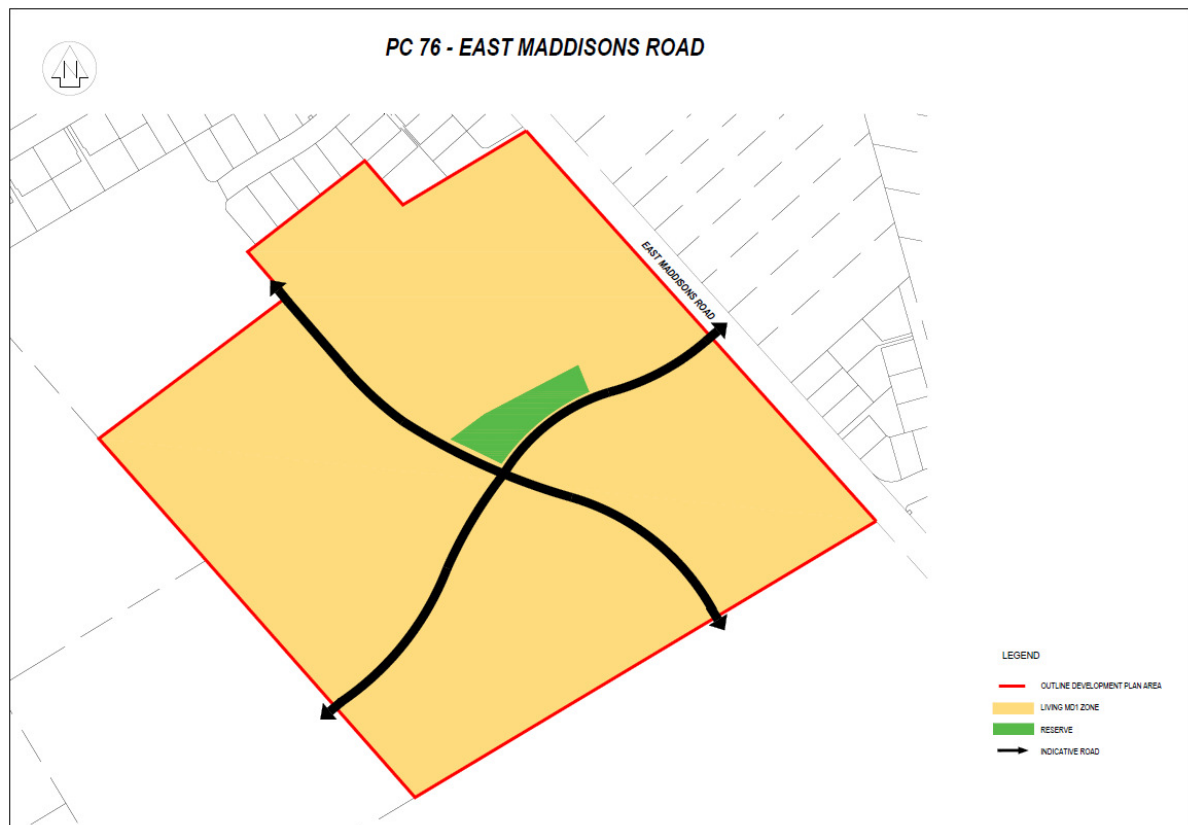 PC 76 - EAST MADDISONS ROAD
N
EAST MADDISONS ROAD
LEGEND
OUTLINE DEVELOPMENT PLAN AREA
LIVING MD1 ZONE
RESERVE
INDICATIVE ROAD